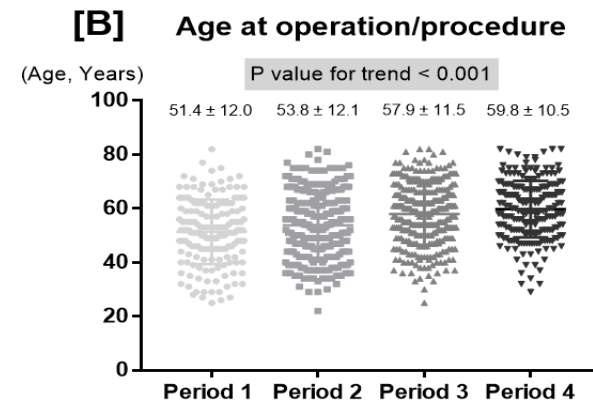 [B] Age at operation/procedure
(Age, Years) P value for trend < 0.001
51.4 ± 12.0 53.8 ± 12.1 57.9 ± 11.5 59.8 ± 10.5
100
80
60
40
20
0
Period 1 Period 2 Period 3 Period 4